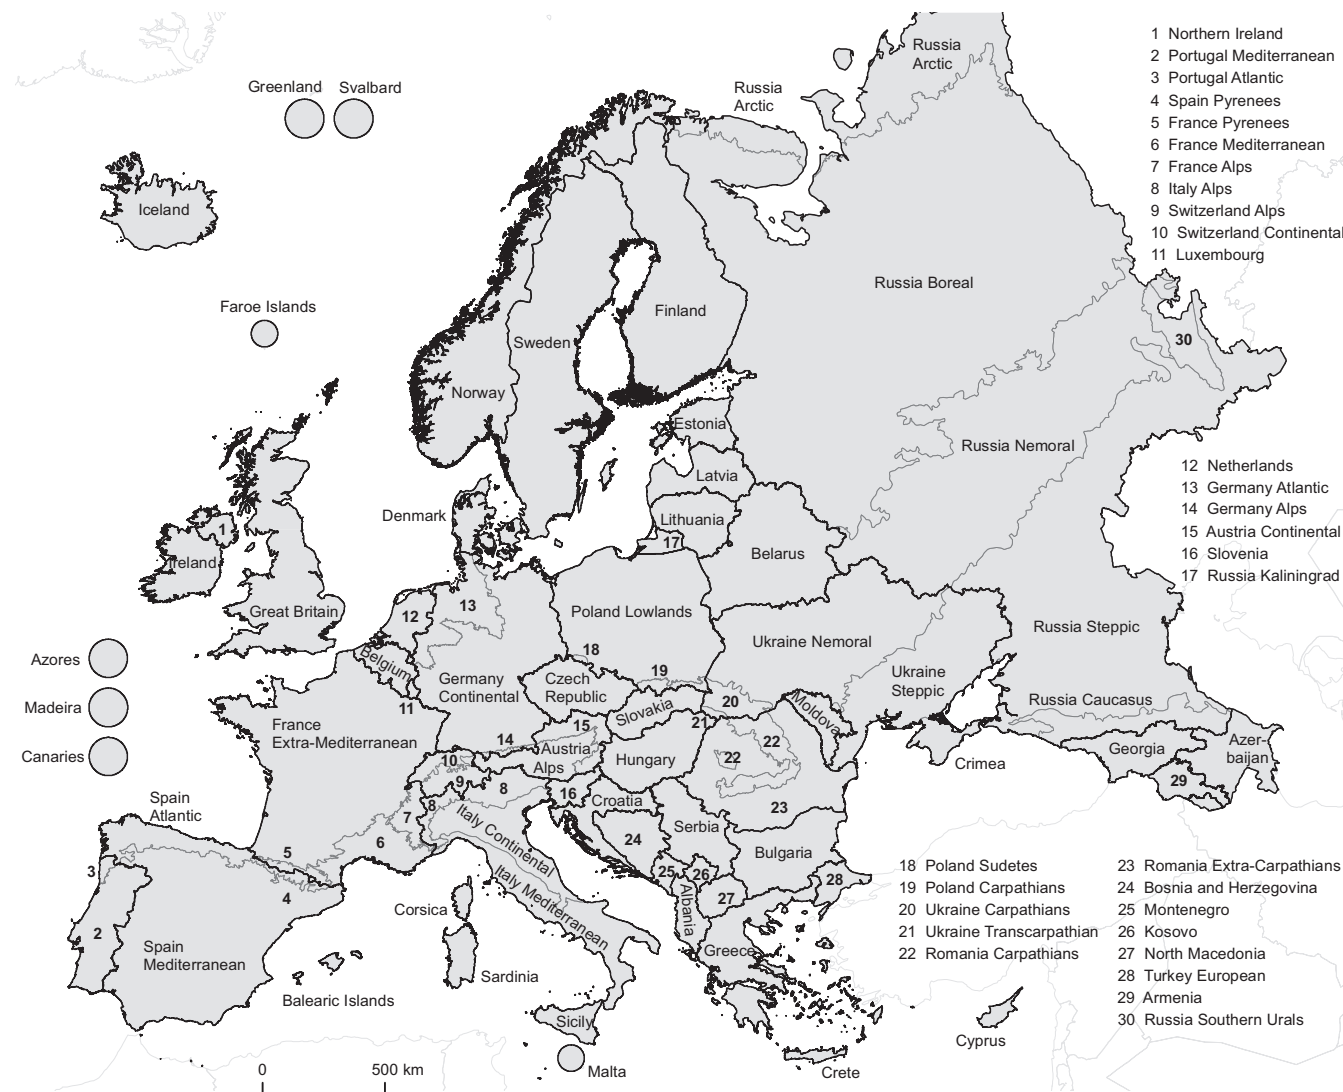 Russia
Arctic
Russia
Arctic
Greenland
Svalbard
Iceland
Faroe Islands
Russia Boreal
Finland
Sweden
Norway
30
Estonia
Russia Nemoral
Latvia
Denmark
Lithuania
17
Belarus
1
Ireland
Great Britain
12
13
Poland Lowlands
Ukraine Nemoral
Russia Steppic
Azores
Madeira
Canaries
Belgium
18
19
Germany
Continental
Czech
Republic
Ukraine
Steppic
20
Russia Caucasus
11
Slovakia
21
Moldova
France
Extra-Mediterranean
15
14
Austria
Alps
22
22
Hungary
Georgia
Azer-
baijan
Crimea
10
9
8
8
16
29
Spain
Atlantic
7
6
Croatia
23
Italy Continental
Serbia
24
Bulgaria
5
3
4
Italy Mediterranean
25
26
28
27
Albania
Corsica
2
Spain
Mediterranean
Greece
Sardinia
Balearic Islands
Sicily
Cyprus
Malta
Crete
0
500 km
1 Northern Ireland
2 Portugal Mediterranean
3 Portugal Atlantic
4 Spain Pyrenees
5 France Pyrenees
6 France Mediterranean
7 France Alps
8 Italy Alps
9 Switzerland Alps
10 Switzerland Continental
11 Luxembourg
12 Netherlands
13 Germany Atlantic
14 Germany Alps
15 Austria Continental
16 Slovenia
17 Russia Kaliningrad
18 Poland Sudetes
19 Poland Carpathians
20 Ukraine Carpathians
21 Ukraine Transcarpathian
22 Romania Carpathians
23 Romania Extra-Carpathians
24 Bosnia and Herzegovina
25 Montenegro
26 Kosovo
27 North Macedonia
28 Turkey European
29 Armenia
30 Russia Southern Urals